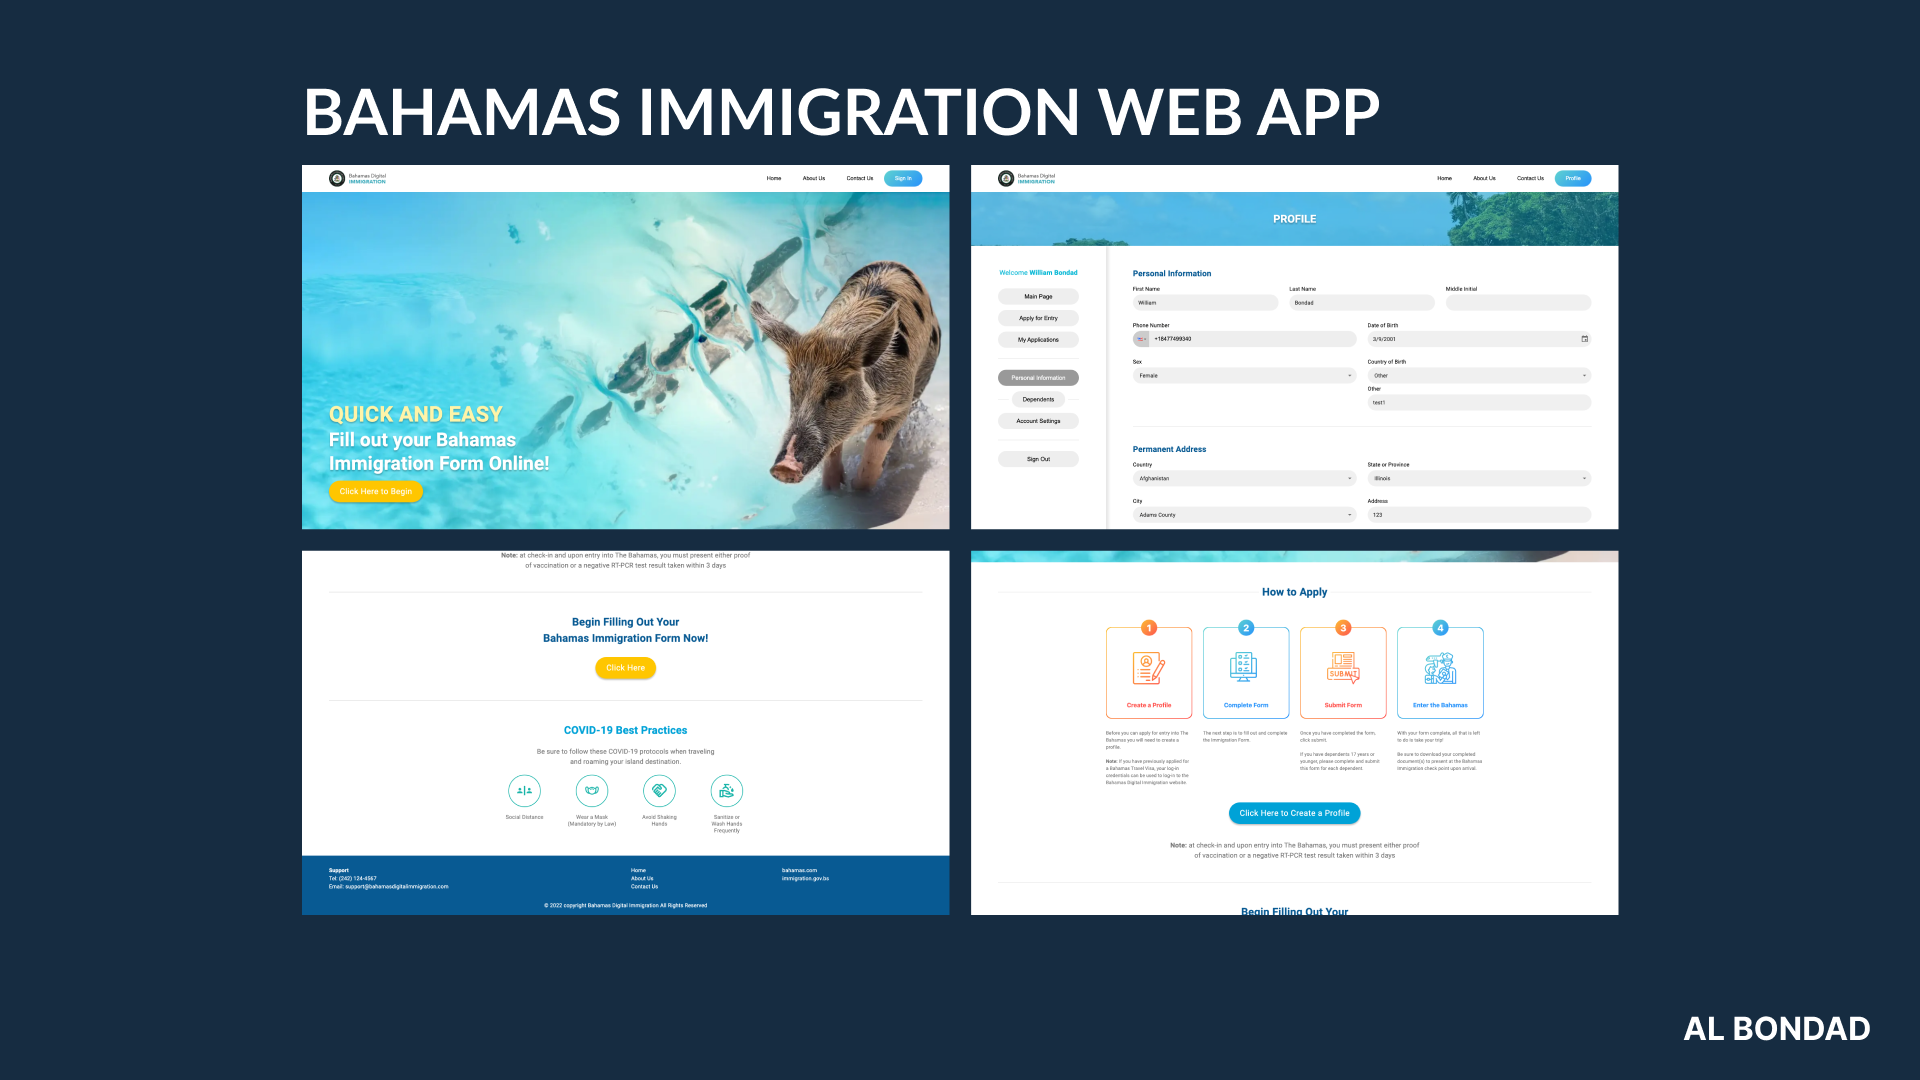 BAHAMAS IMMIGRATION WEB APP
Bahamas Digital
IMMIGRATION
Home
About Us
Contact Us
Sign In
QUICK AND EASY
Fill out your Bahamas
Immigration Form Online!
Click Here to Begin
Bahamas Digital
IMMIGRATION
Home
About Us
Contact Us
Profile
PROFILE
Welcome William Bondad
Main Page
Apply for Entry
My Applications
Personal Information
Dependents
Account Settings
Sign Out
Personal Information
First Name
Last Name
Middle Initial
William
Bondad
Phone Number
Date of Birth
+18477499340
3/9/2001
Sex
Country of Birth
Female
Other
Other
text1
Permanent Address
Country
State or Province
Afghanistan
Illinois
City
Address
Adams County
123
Note: at check-in and upon entry into The Bahamas, you must present either proof
of vaccination or a negative RT-PCR test result taken within 3 days
Begin Filling Out Your
Bahamas Immigration Form Now!
Click Here
COVID-19 Best Practices
Be sure to follow these COVID-19 protocols when traveling
and roaming your island destination.
Social Distance
Wear a Mask
(Mandatory by Law)
Avoid Shaking
Hands
Sanitize or
Wash Hands
Frequently
Support
Tel: (242) 124-4567
Email: support@bahamasdigitalimmigration.com
Home
About Us
Contact Us
bahamas.com
immigration.gov.bs
© 2022 copyright Bahamas Digital Immigration All Rights Reserved
How to Apply
1
2
3
4
SUBMIT
Create a Profile
Complete Form
Submit Form
Enter the Bahamas
Before you can apply for entry into The
Bahamas you will need to create a
profile.
Note: If you have previously applied for
a Bahamas Travel Visa, your log-in
credentials can be used to log-in to the
Bahamas Digital Immigration website.
The next step is to fill out and complete
the Immigration Form.
Once you have completed the form,
click submit.
If you have dependents 17 years or
younger, please complete and submit
this form for each dependent.
With your form complete, all that is left
to do is take your trip!
Be sure to download your completed
document(s) to present at the Bahamas
Immigration check point upon arrival.
Click Here to Create a Profile
Note: at check-in and upon entry into The Bahamas, you must present either proof
of vaccination or a negative RT-PCR test result taken within 3 days
Begin Filling Out Your
AL BONDAD